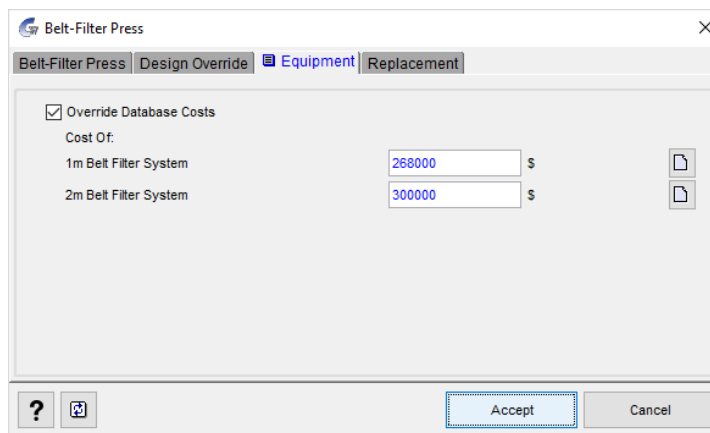 Belt-Filter Press
Belt-Filter Press Design Override Equipment Replacement
Override Database Costs
Cost Of:
1m Belt Filter System 268000 $
2m Belt Filter System 300000 $
? Accept Cancel